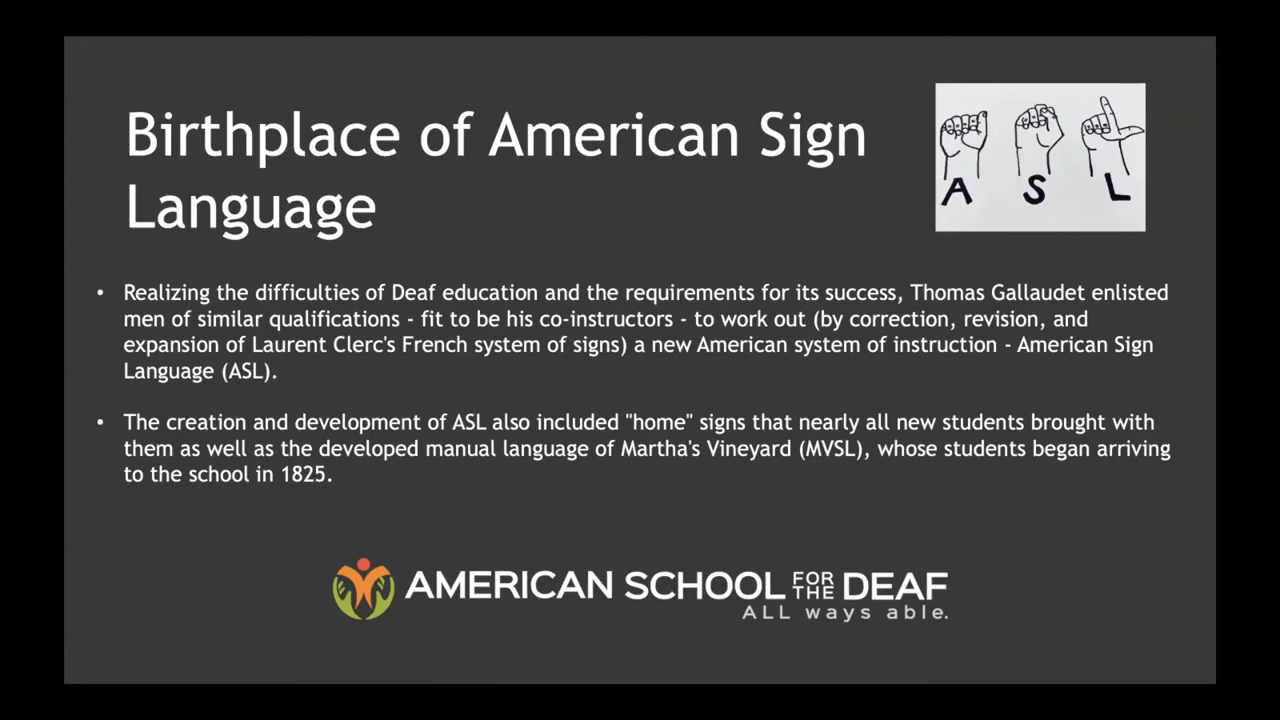 Birthplace of American Sign
Language
A S L
• Realizing the difficulties of Deaf education and the requirements for its success, Thomas Gallaudet enlisted
men of similar qualifications - fit to be his co-instructors - to work out (by correction, revision, and
expansion of Laurent Clerc's French system of signs) a new American system of instruction - American Sign
Language (ASL).
• The creation and development of ASL also included "home" signs that nearly all new students brought with
them as well as the developed manual language of Martha's Vineyard (MVSL), whose students began arriving
to the school in 1825.
AMERICAN SCHOOL FOR THE DEAF
ALL ways able.